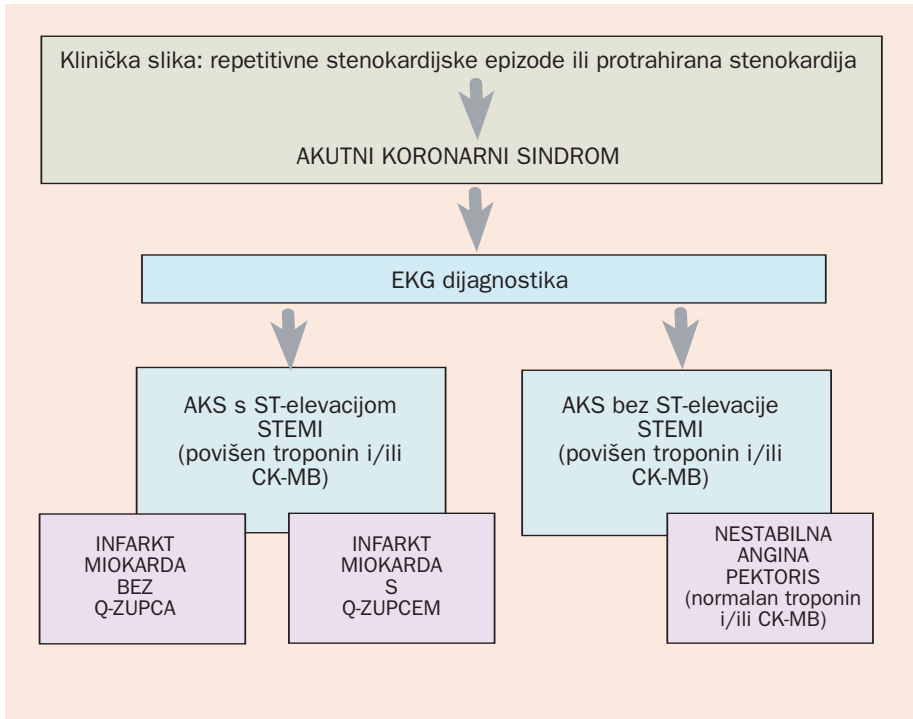 Klinička slika: repetitivne stenokardijske epizode ili protrahirana stenokardija
AKUTNI KORONARNI SINDROM
EKG dijagnostika
AKS s ST-elevacijom
STEMI
(povišen troponin i/ili
CK-MB)
AKS bez ST-elevacije
STEMI
(povišen troponin i/ili
CK-MB)
INFARKT
MIOKARDA
BEZ
Q-ZUPCA
INFARKT
MIOKARDA
S
Q-ZUPCEM
NESTABILNA
ANGINA
PEKTORIS
(normalan troponin
i/ili CK-MB)